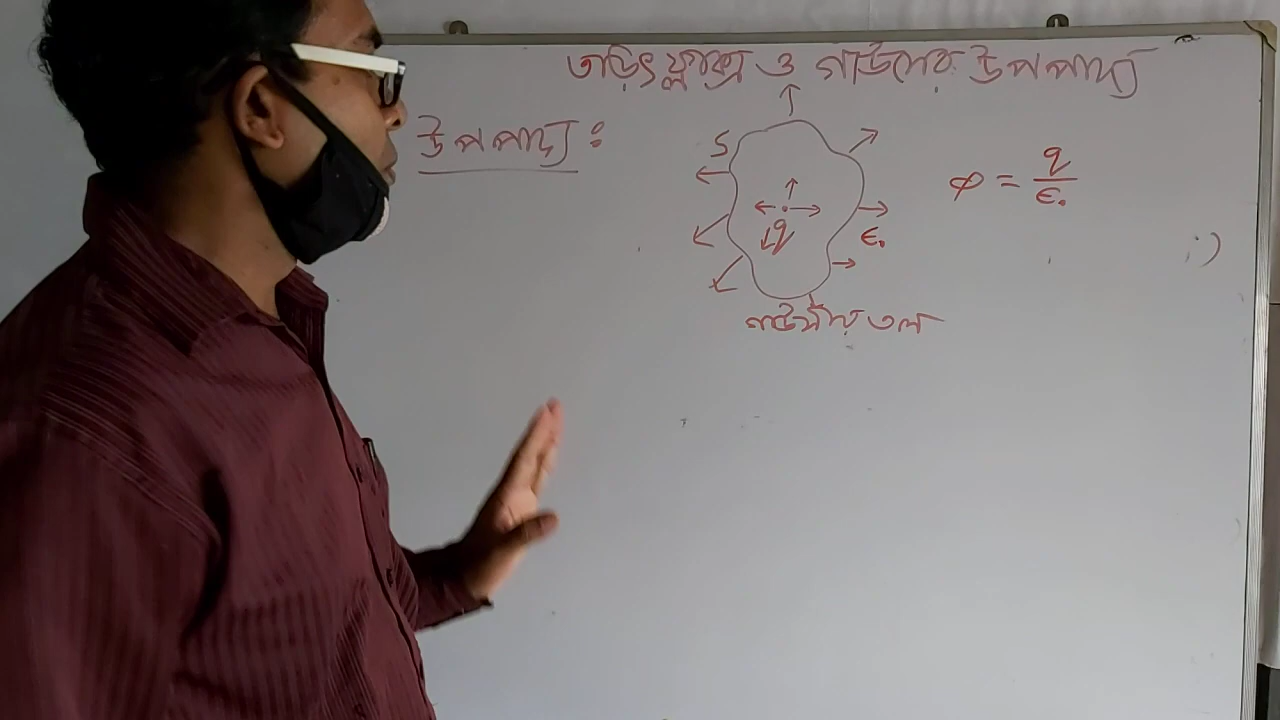 তড়িৎ ফ্লাক্স ও গাউসের উপপাদ্য
উপপাদ্য :
S
q
ϵ₀
φ = q/ϵ₀
গাউসীয় তল